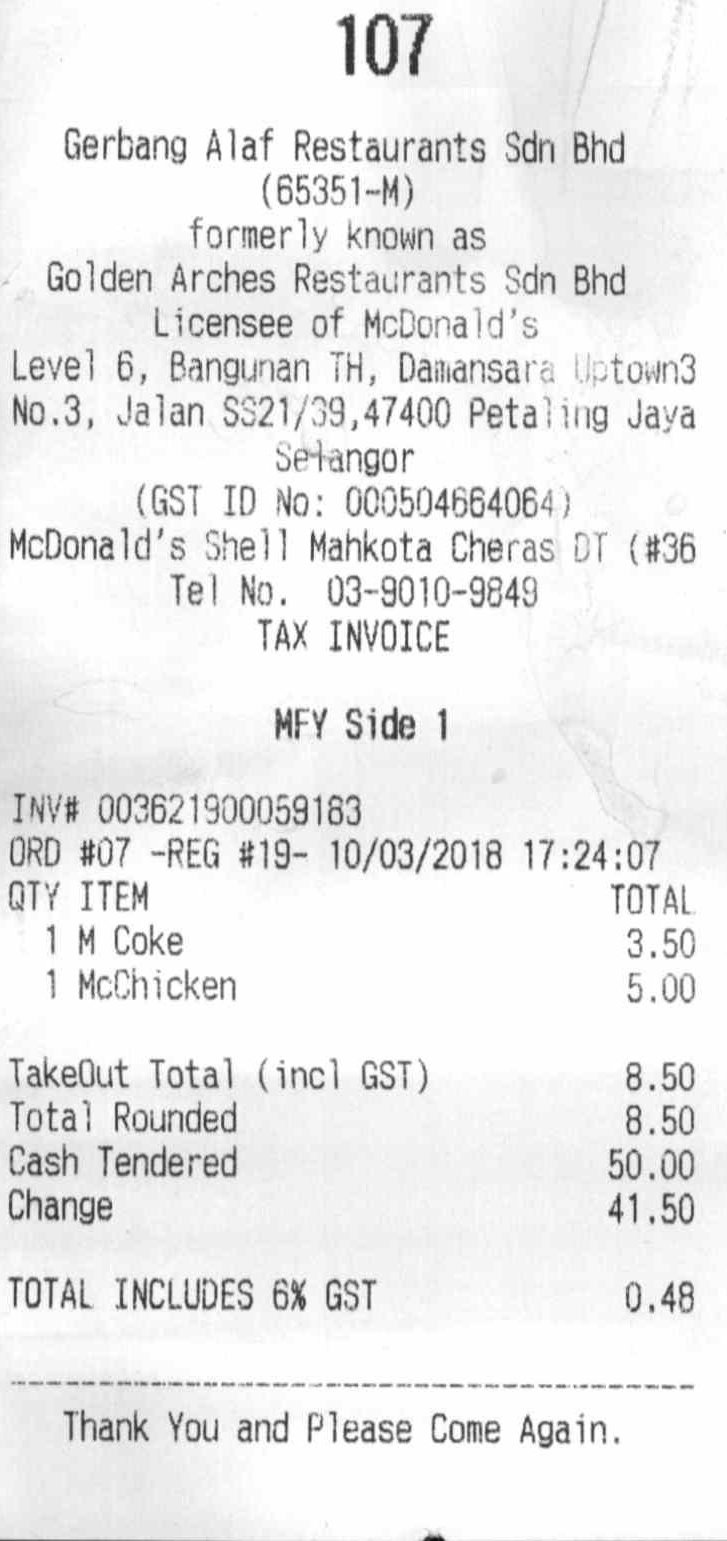 107
Gerbang Alaf Restaurants Sdn Bhd
(65351-M)
formerly known as
Golden Arches Restaurants Sdn Bhd
Licensee of McDonald's
Level 6, Bangunan TH, Damansara Uptown3
No.3, Jalan SS21/39,47400 Petaling Jaya
Selangor
(GST ID No: 000504664064)
McDonald's Shell Mahkota Cheras DT (#36
Tel No. 03-9010-9849
TAX INVOICE
MFY Side 1
INV# 003621900059183
ORD #07 -REG #19- 10/03/2018 17:24:07
QTY ITEM TOTAL
1 M Coke 3.50
1 McChicken 5.00
TakeOut Total (incl GST) 8.50
Total Rounded 8.50
Cash Tendered 50.00
Change 41.50
TOTAL INCLUDES 6% GST 0.48
Thank You and Please Come Again.